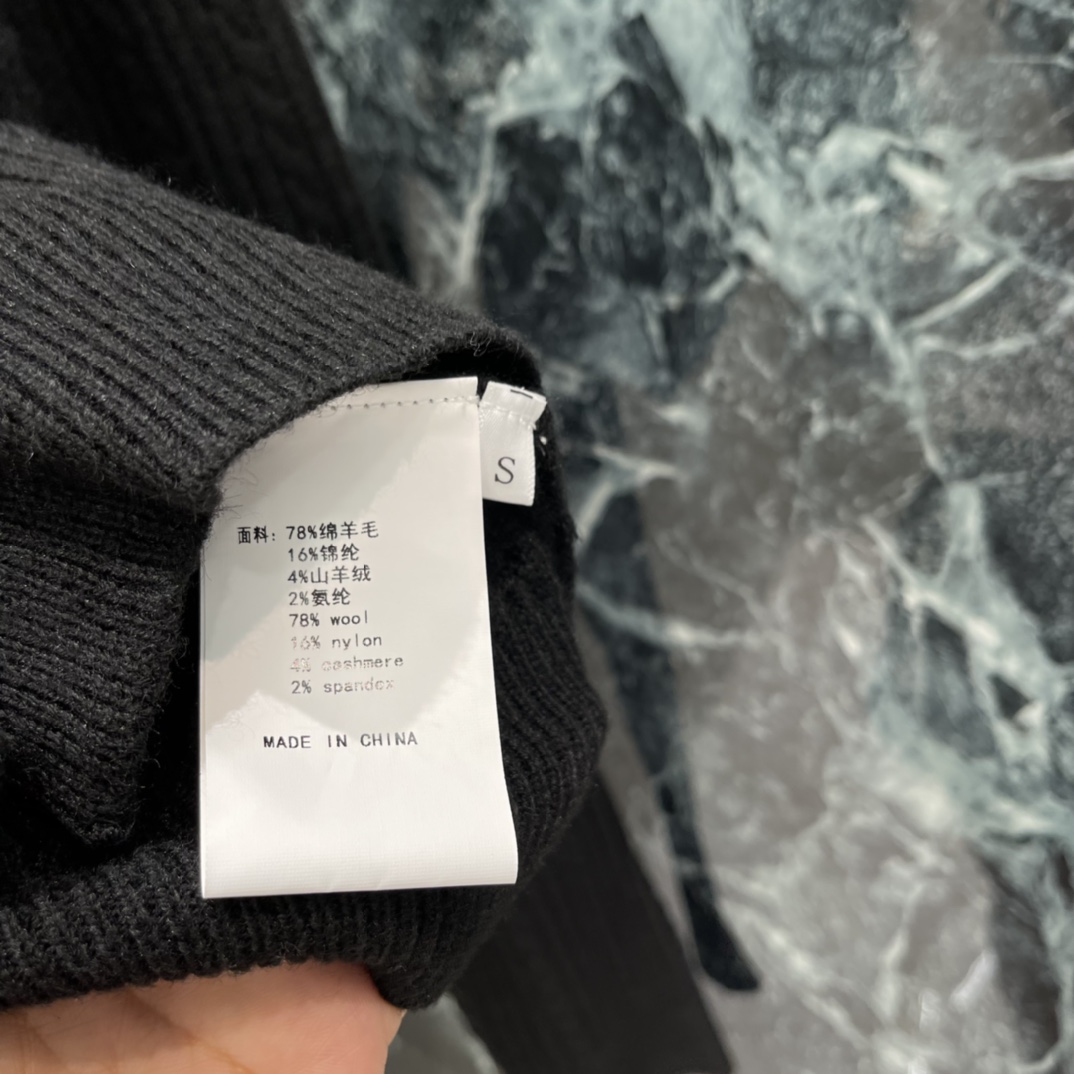 S
面料: 78%绵羊毛
16%锦纶
4%山羊绒
2%氨纶
78% wool
16% nylon
4% cashmere
2% spandex
MADE IN CHINA